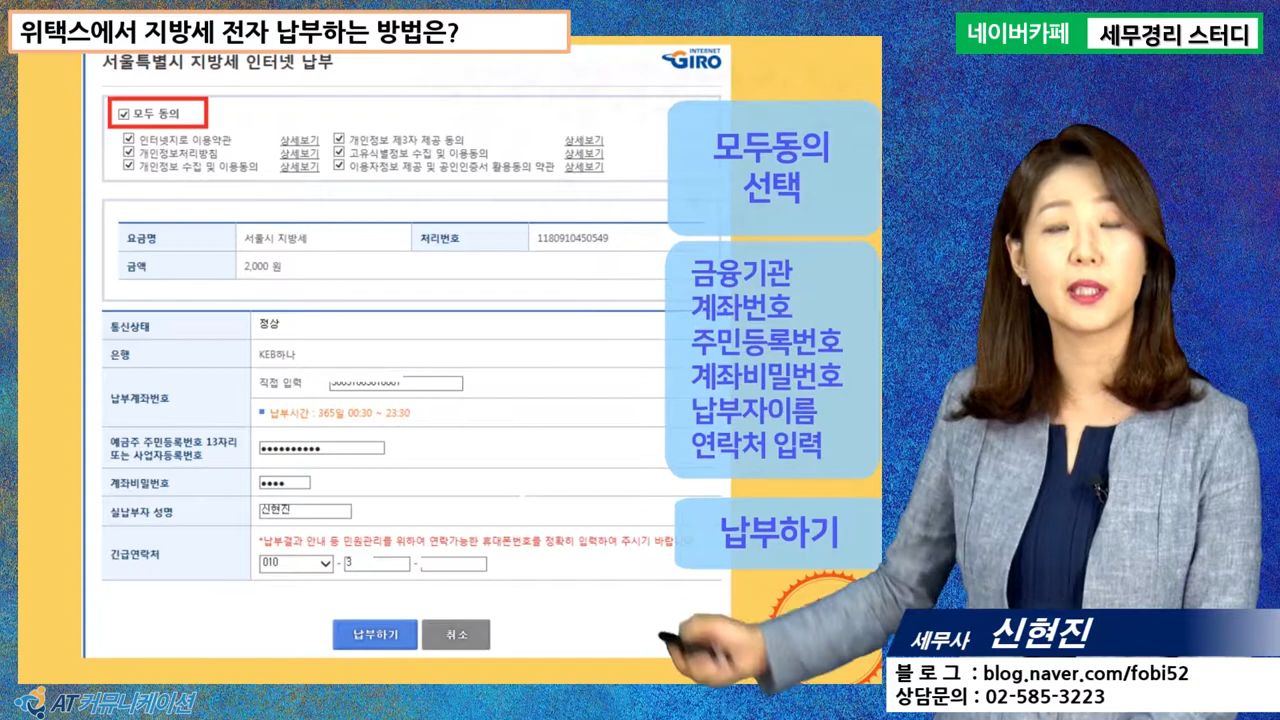 위택스에서 지방세 전자 납부하는 방법은?
네이버카페 세무경리 스터디
서울특별시 지방세 인터넷 납부
INTERNET
GIRO
모두 동의
인터넷지로 이용약관 상세보기 개인정보 제3자 제공 동의 상세보기
개인정보처리방침 상세보기 고유식별정보 수집 및 이용동의 상세보기
개인정보 수집 및 이용동의 상세보기 이용자정보 제공 및 공인인증서 활용동의 약관 상세보기
요금명 서울시 지방세 처리번호 1180910450549
금액 2,000 원
통신상태 정상
은행 KEB하나
납부계좌번호 직접 입력
납부시간 : 365일 00:30 ~ 23:30
예금주 주민등록번호 13자리
또는 사업자등록번호 ●●●●●●●●●●
계좌비밀번호 ●●●●
실납부자 성명 신현진
*납부결과 안내 등 민원관리를 위하여 연락가능한 휴대폰번호를 정확히 입력하여 주시기 바랍
긴급연락처 010 - 3 -
납부하기 취소
모두동의
선택
금융기관
계좌번호
주민등록번호
계좌비밀번호
납부자이름
연락처 입력
납부하기
세무사 신현진
블 로 그 : blog.naver.com/fobi52
상담문의 : 02-585-3223
AT커뮤니케이션